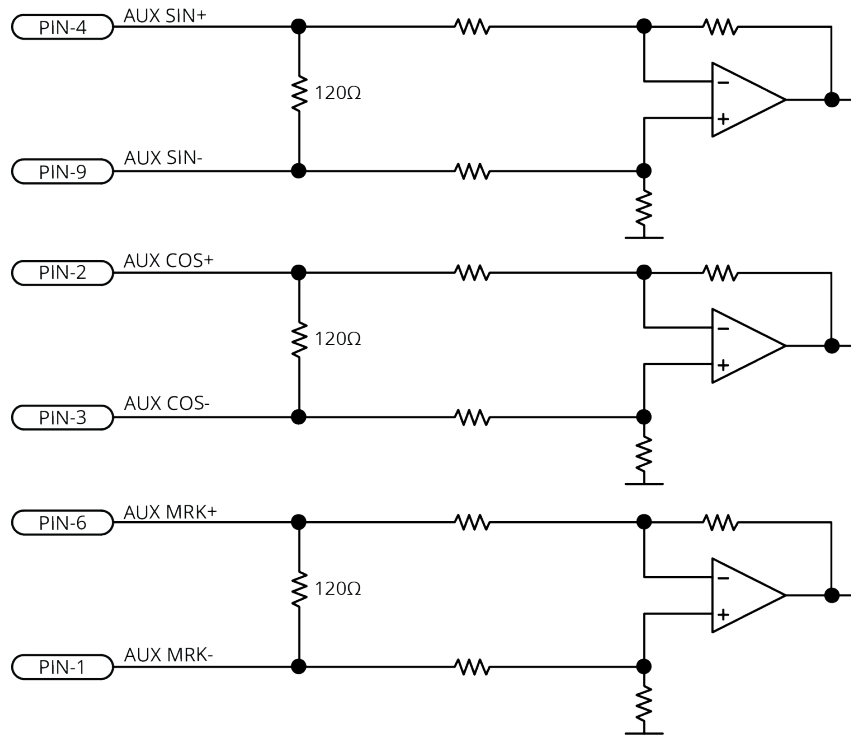 AUX SIN+
PIN-4
120Ω
−
+
AUX SIN-
PIN-9
AUX COS+
PIN-2
120Ω
−
+
AUX COS-
PIN-3
AUX MRK+
PIN-6
120Ω
−
+
AUX MRK-
PIN-1